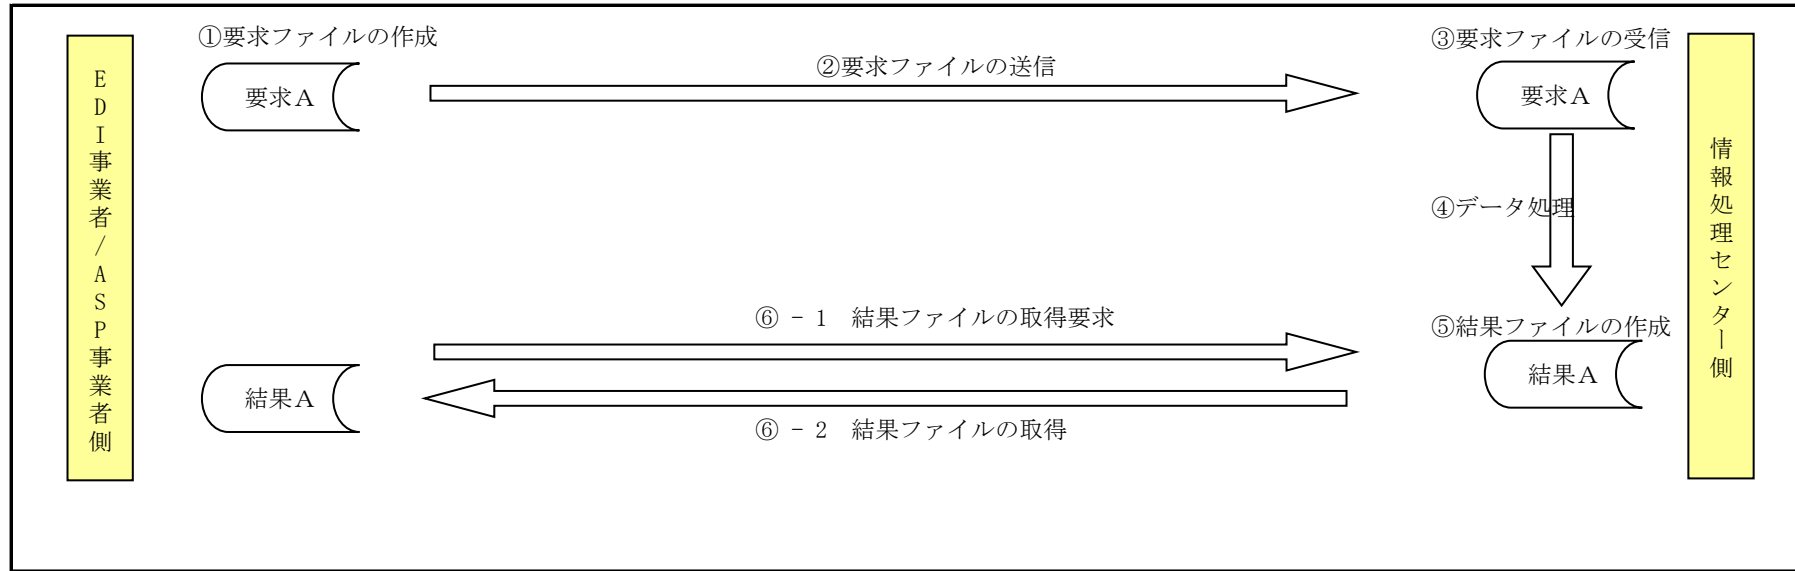 EDI事業者/ASP事業者側
①要求ファイルの作成
要求A
②要求ファイルの送信
③要求ファイルの受信
要求A
④データ処理
⑤結果ファイルの作成
結果A
⑥-1 結果ファイルの取得要求
⑥-2 結果ファイルの取得
結果A
情報処理センター側